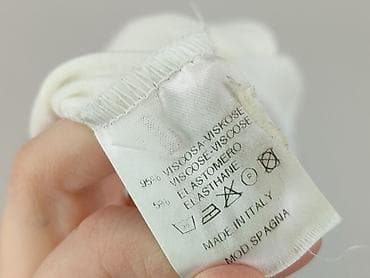 95% VISCOSA-VISKOSE
VISCOSE-VISCOSE
5% ELASTOMERO
ELASTHANE
P
MADE IN ITALY
MOD SPAGNA